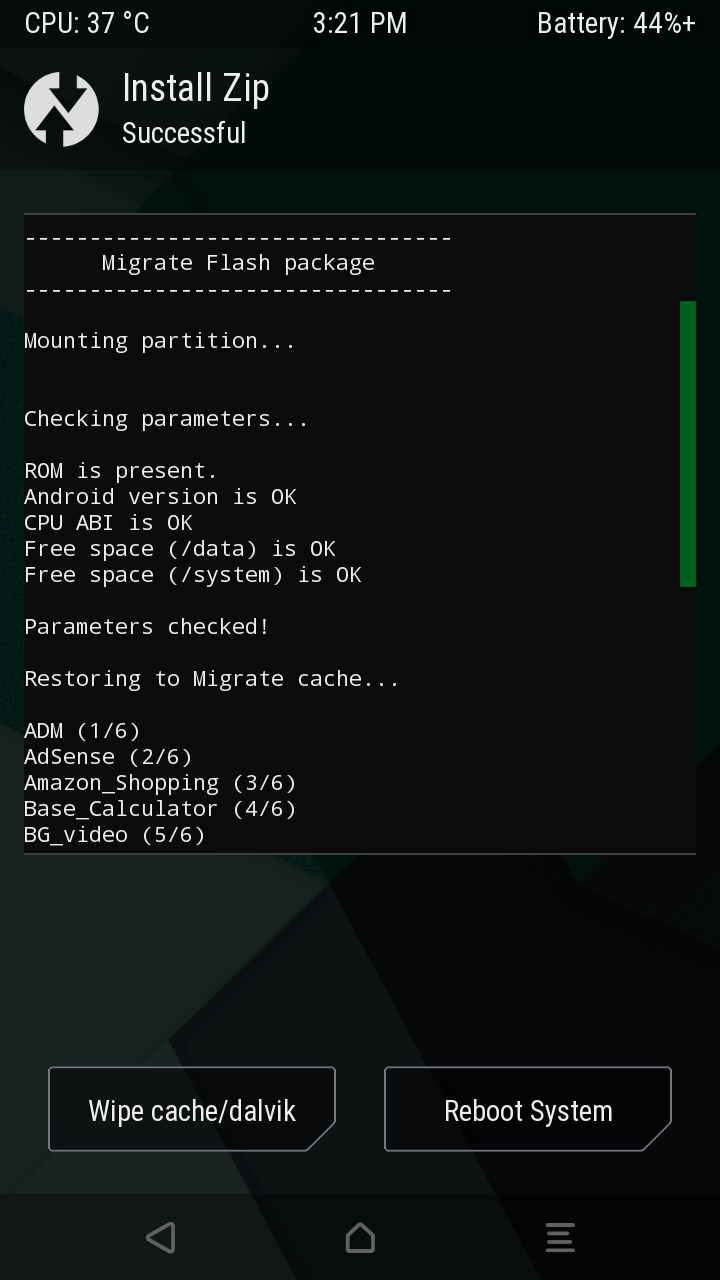 CPU: 37 °C 3:21 PM Battery: 44%+
Install Zip
Successful
---------------------------------
Migrate Flash package
---------------------------------
Mounting partition...
Checking parameters...
ROM is present.
Android version is OK
CPU ABI is OK
Free space (/data) is OK
Free space (/system) is OK
Parameters checked!
Restoring to Migrate cache...
ADM (1/6)
AdSense (2/6)
Amazon_Shopping (3/6)
Base_Calculator (4/6)
BG_video (5/6)
Wipe cache/dalvik Reboot System